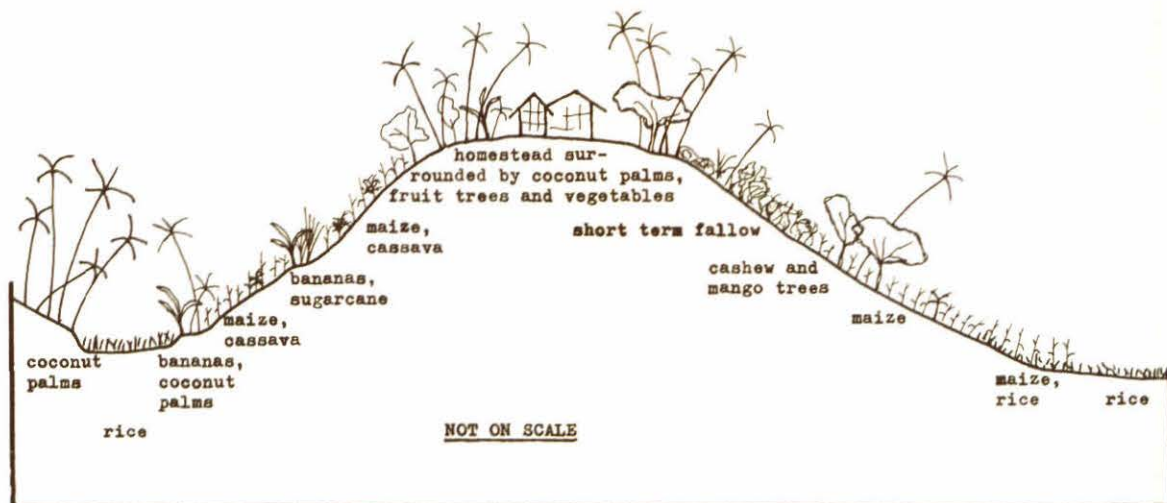 homestead sur-
rounded by coconut palms,
fruit trees and vegetables
maize,
cassava
short term fallow
bananas,
sugarcane
cashew and
mango trees
maize,
cassava
maize
coconut
palms
bananas,
coconut
palms
maize,
rice
rice
rice
NOT ON SCALE